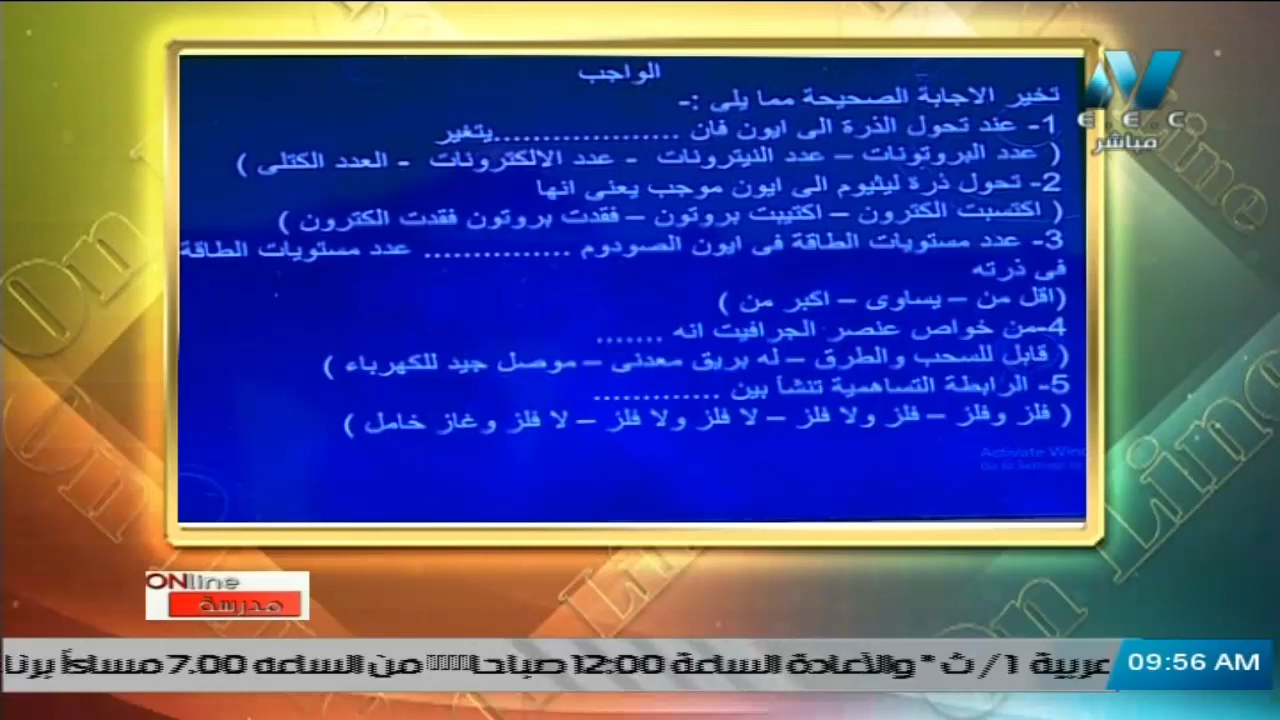 الواجب
تخير الاجابة الصحيحة مما يلى :-
1- عند تحول الذرة الى ايون فان ..................يتغير
( عدد البروتونات – عدد النيترونات - عدد الالكترونات - العدد الكتلى )
2- تحول ذرة ليثيوم الى ايون موجب يعنى انها
( اكتسبت الكترون – اكتيبت بروتون – فقدت بروتون فقدت الكترون )
3- عدد مستويات الطاقة فى ايون الصودوم ............... عدد مستويات الطاقة
فى ذرته
(اقل من – يساوى – اكبر من )
4-من خواص عنصر الجرافيت انه .......
( قابل للسحب والطرق – له بريق معدنى – موصل جيد للكهرباء )
5- الرابطة التساهمية تنشأ بين .............
( فلز وفلز – فلز ولا فلز – لا فلز ولا فلز – لا فلز وغاز خامل )
Activate Wind
E.E.C
مباشر
ONline
مدرسة
عربية 1/ ث * والأعادة الساعة 12:00 صباحا من الساعه 7.00 مساءاً برنا
09:56 AM